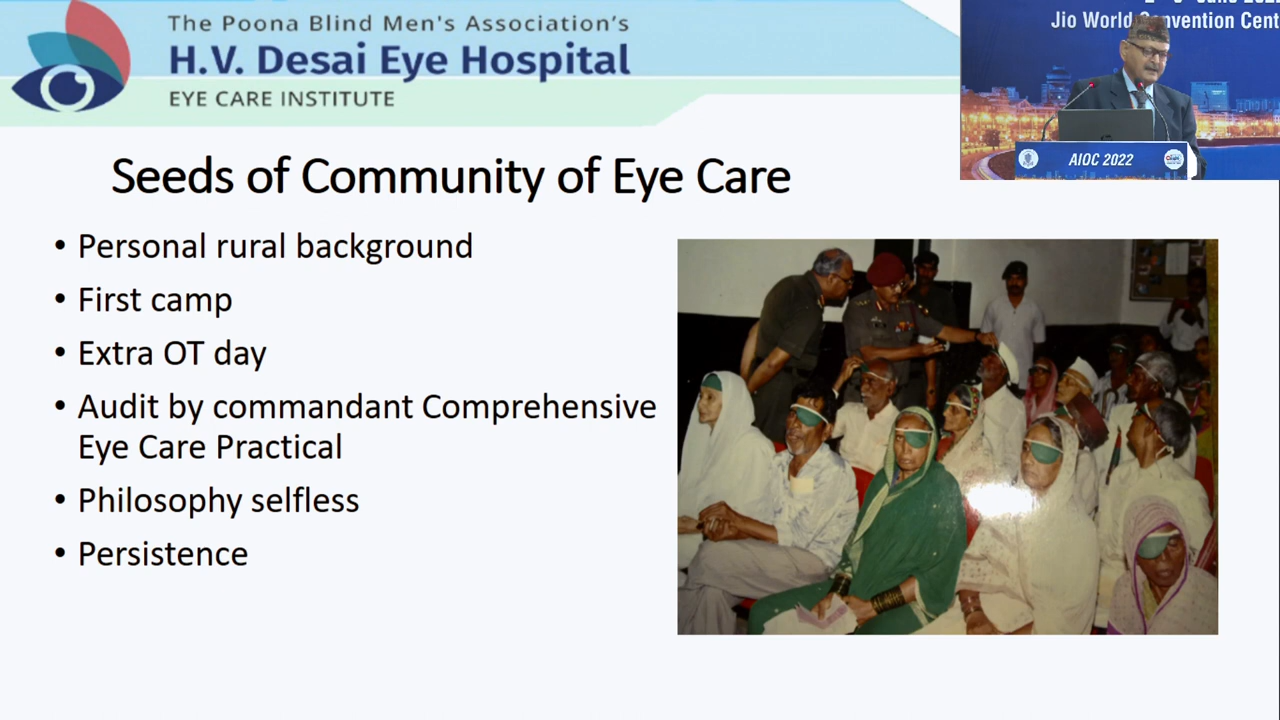 The Poona Blind Men's Association's
H.V. Desai Eye Hospital
EYE CARE INSTITUTE
Jio World Convention Cent
AIOC 2022
Seeds of Community of Eye Care
• Personal rural background
• First camp
• Extra OT day
• Audit by commandant Comprehensive
Eye Care Practical
• Philosophy selfless
• Persistence